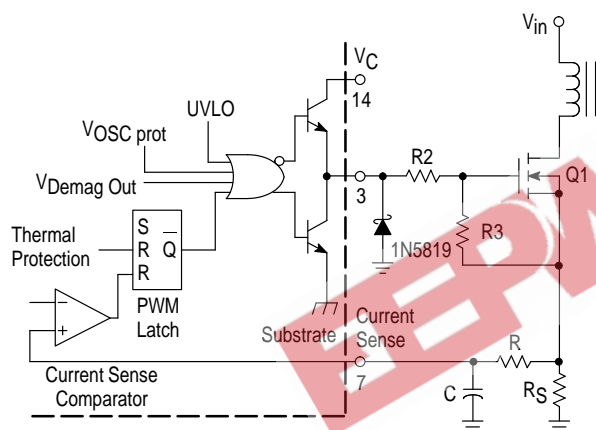 Vin
VC
14
UVLO
VOSC prot
VDemag Out
3
R2
Q1
1N5819
R3
Thermal
Protection
S
R
R
Q
PWM
Latch
Substrate
Current
Sense
7
Current Sense
Comparator
R
C
RS
EEPW